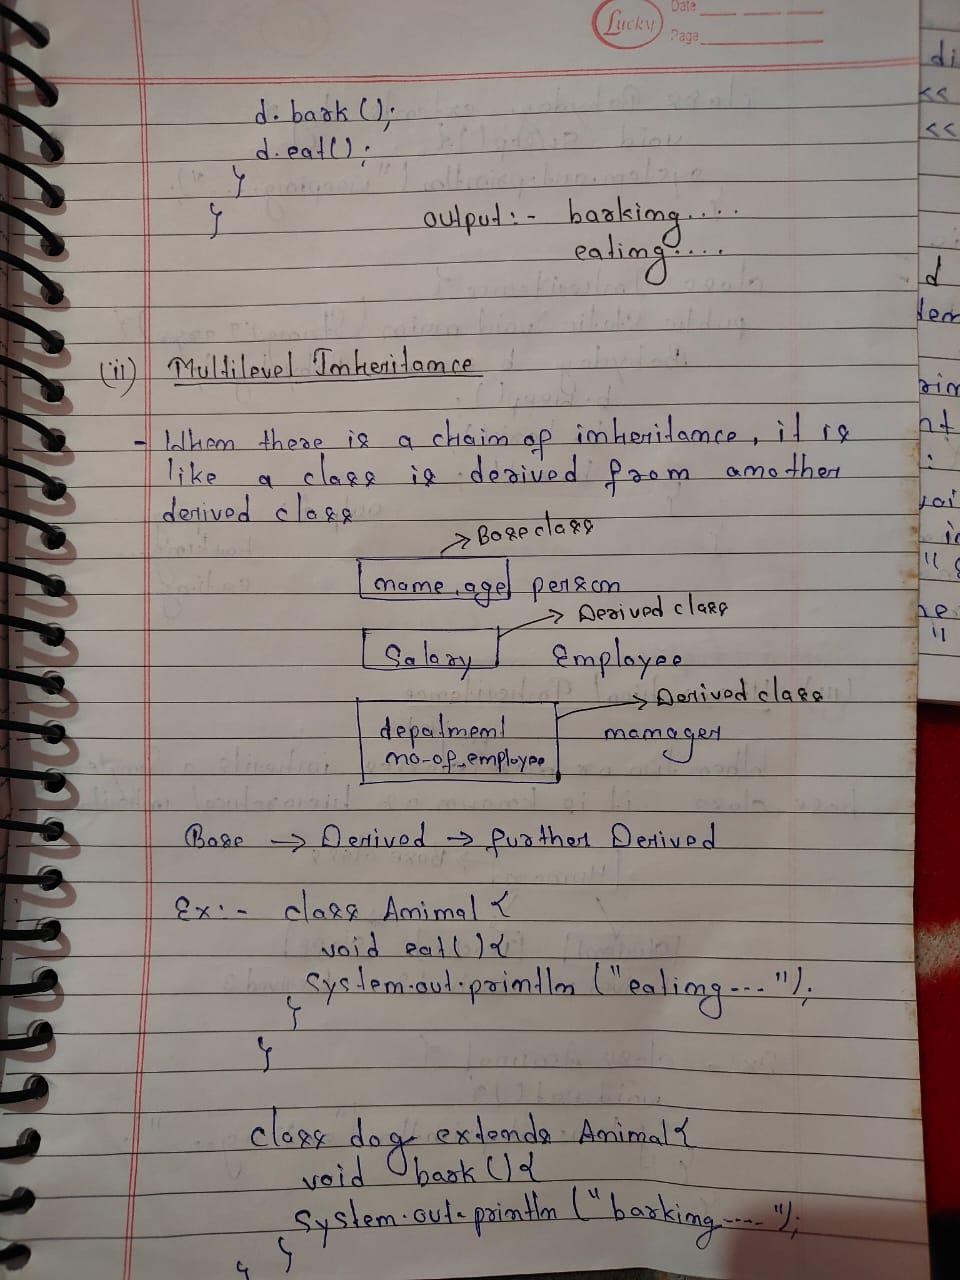 Lucky
Date
Page
d.bark();
d.eat();
}
}
output:- barking....
eating....
(ii) Multilevel Inheritance
- When there is a chain of inheritance, it is
like a class is derived from another
derived class
Base class
name, age person
Derived class
Salary Employee
Derived class
depatment manager
no-of-employee
Base → Derived → further Derived
Ex:- class Animal {
void eat() {
System.out.println ("eating---");
}
}
class dog extends Animal {
void bark() {
System.out.println ("barking----");
}
}